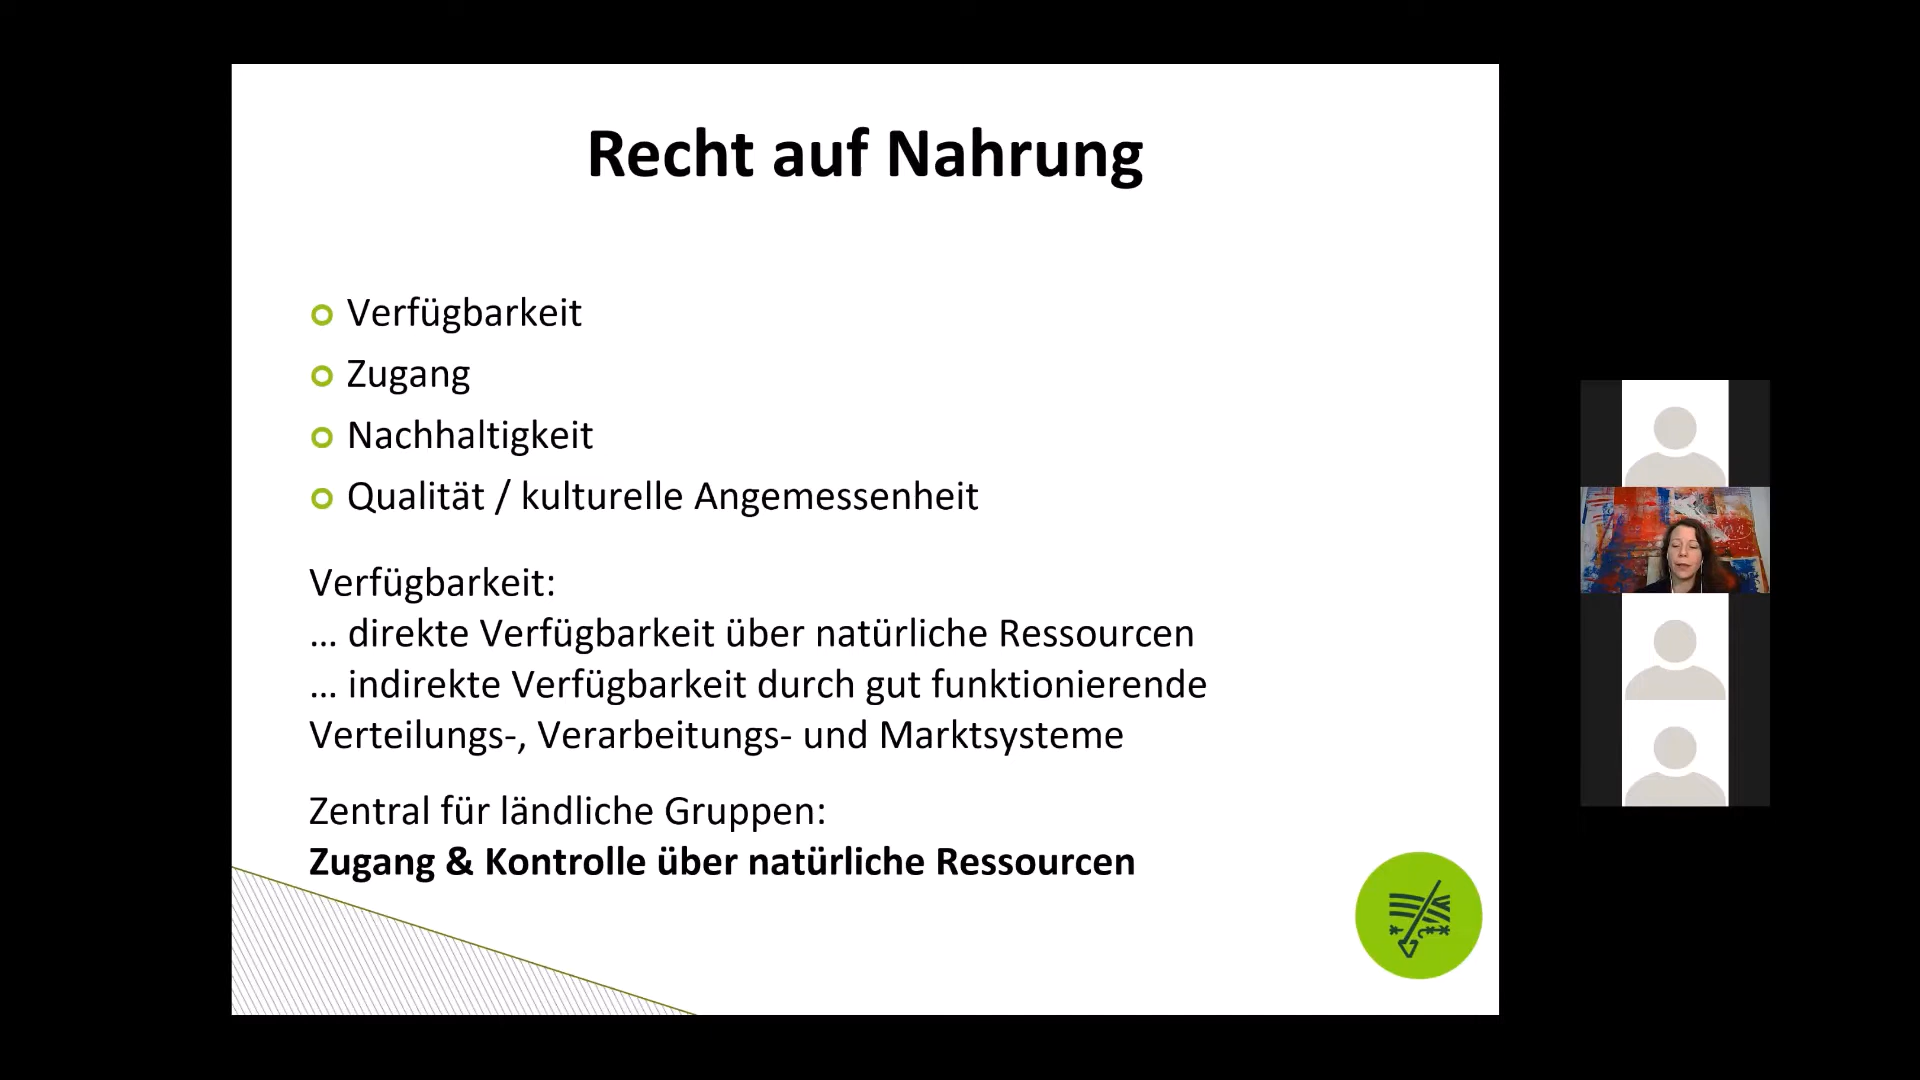 Recht auf Nahrung
Verfügbarkeit
Zugang
Nachhaltigkeit
Qualität / kulturelle Angemessenheit
Verfügbarkeit:
... direkte Verfügbarkeit über natürliche Ressourcen
... indirekte Verfügbarkeit durch gut funktionierende
Verteilungs-, Verarbeitungs- und Marktsysteme
Zentral für ländliche Gruppen:
Zugang & Kontrolle über natürliche Ressourcen